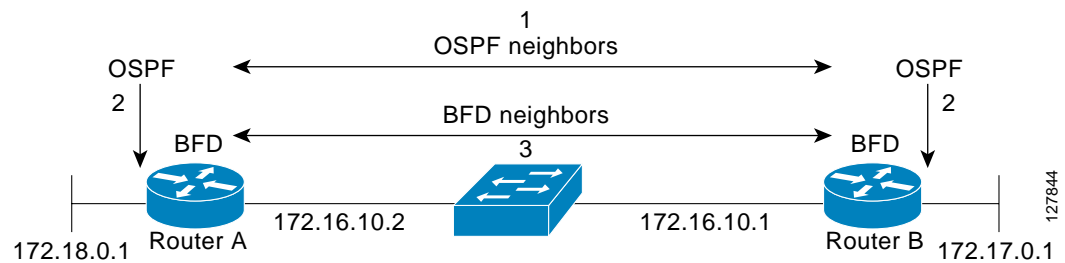 1
OSPF neighbors
OSPF
OSPF
2
2
BFD neighbors
BFD
3
BFD
172.16.10.2
172.16.10.1
Router A
Router B
172.18.0.1
172.17.0.1
127844